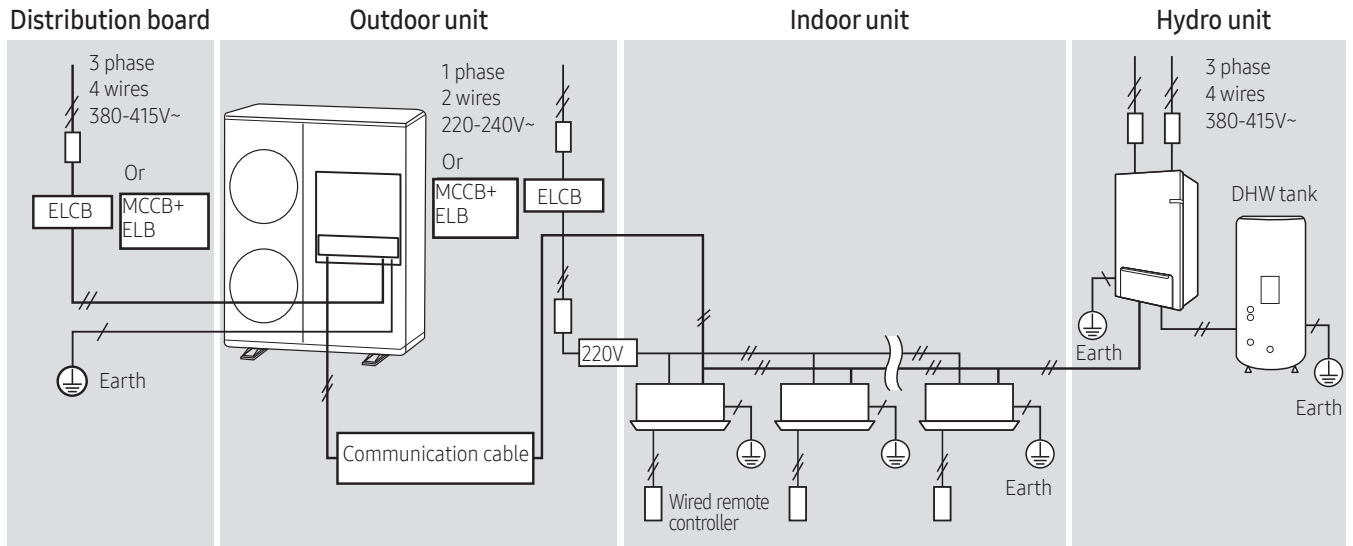 Distribution board
Outdoor unit
Indoor unit
Hydro unit
3 phase
4 wires
380-415V~
Or
ELCB
MCCB+
ELB
Earth
1 phase
2 wires
220-240V~
Or
MCCB+
ELB
ELCB
220V
Communication cable
Wired remote
controller
Earth
3 phase
4 wires
380-415V~
DHW tank
Earth
Earth